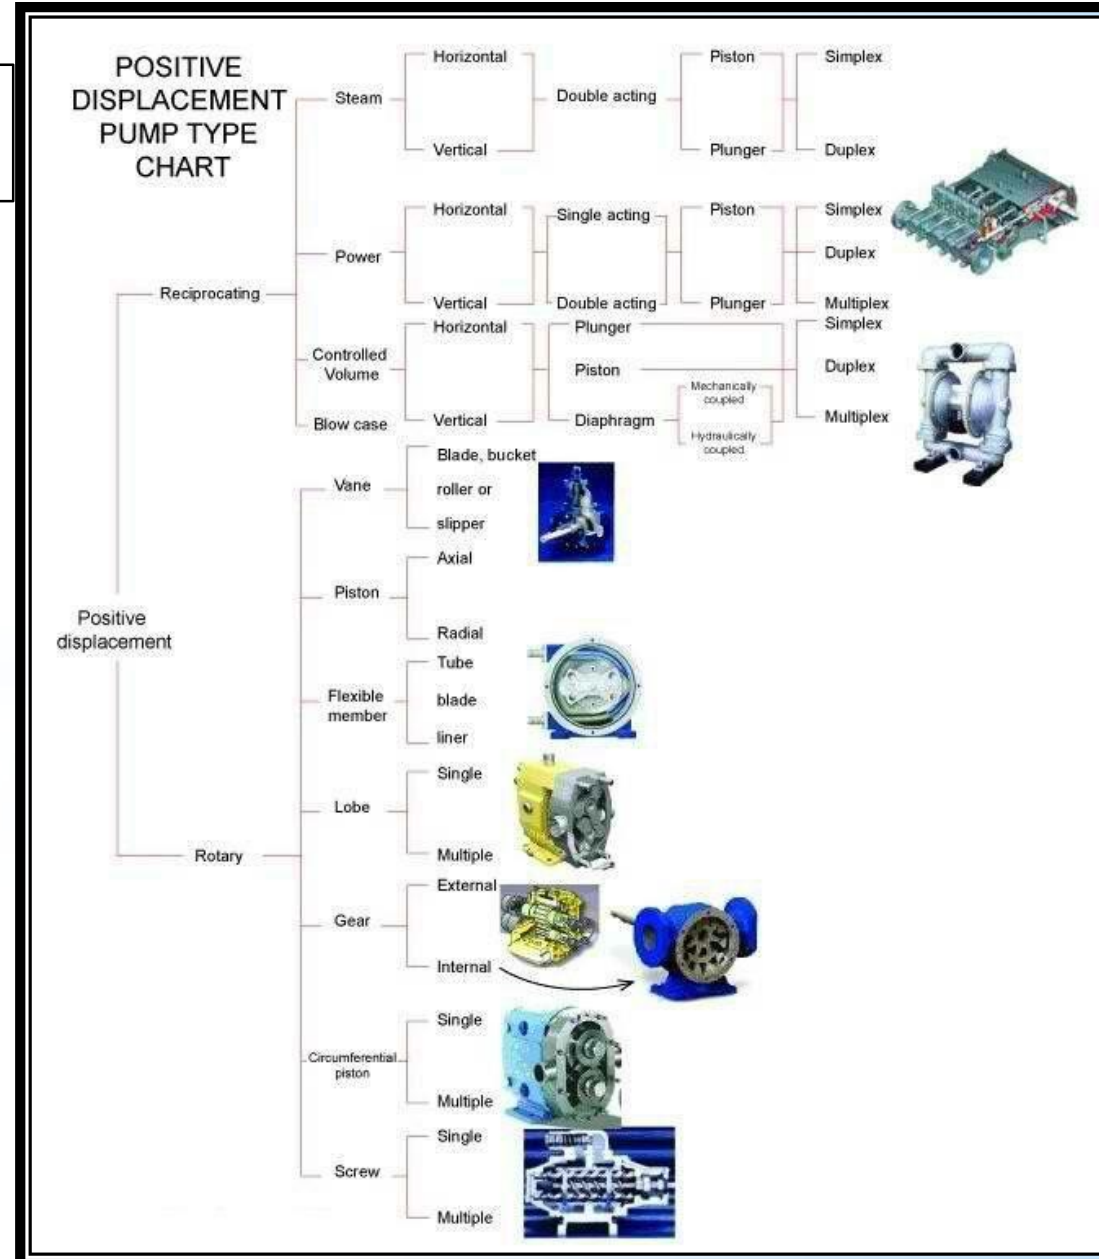 POSITIVE
DISPLACEMENT
PUMP TYPE
CHART
Positive
displacement
Reciprocating
Steam
Horizontal
Vertical
Double acting
Piston
Plunger
Simplex
Duplex
Power
Horizontal
Vertical
Single acting
Double acting
Piston
Plunger
Simplex
Duplex
Multiplex
Controlled
Volume
Horizontal
Vertical
Plunger
Piston
Diaphragm
Mechanically
coupled
Hydraulically
coupled
Simplex
Duplex
Multiplex
Blow case
Rotary
Vane
Blade, bucket
roller or
slipper
Piston
Axial
Radial
Flexible
member
Tube
blade
liner
Lobe
Single
Multiple
Gear
External
Internal
Circumferential
piston
Single
Multiple
Screw
Single
Multiple